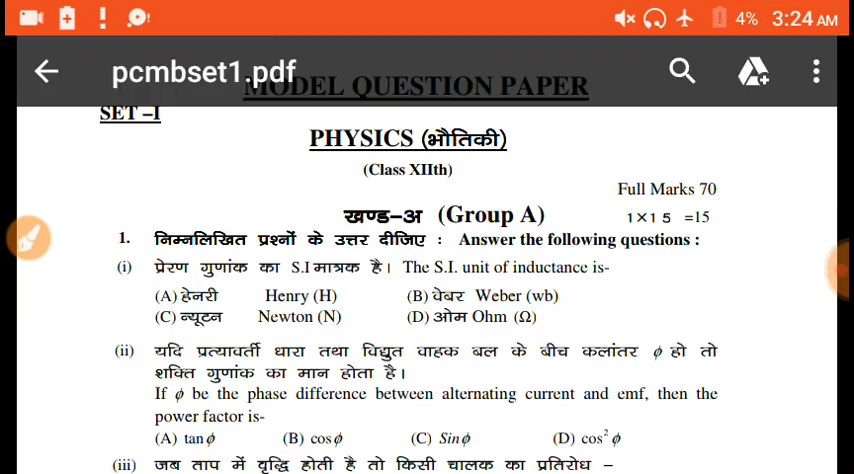 4% 3:24 AM
pcmbset1.pdf
MODEL QUESTION PAPER
SET –I
PHYSICS (भौतिकी)
(Class XIIth)
Full Marks 70
खण्ड–अ (Group A) 1×15 =15
1. निम्नलिखित प्रश्नों के उत्तर दीजिए : Answer the following questions :
(i) प्रेरण गुणांक का S.I मात्रक है। The S.I. unit of inductance is-
(A) हेनरी Henry (H) (B) वेबर Weber (wb)
(C) न्यूटन Newton (N) (D) ओम Ohm (Ω)
(ii) यदि प्रत्यावर्ती धारा तथा विद्युत वाहक बल के बीच कलांतर ϕ हो तो
शक्ति गुणांक का मान होता है।
If ϕ be the phase difference between alternating current and emf, then the
power factor is-
(A) tan ϕ (B) cos ϕ (C) Sin ϕ (D) cos² ϕ
(iii) जब ताप में वृद्धि होती है तो किसी चालक का प्रतिरोध –